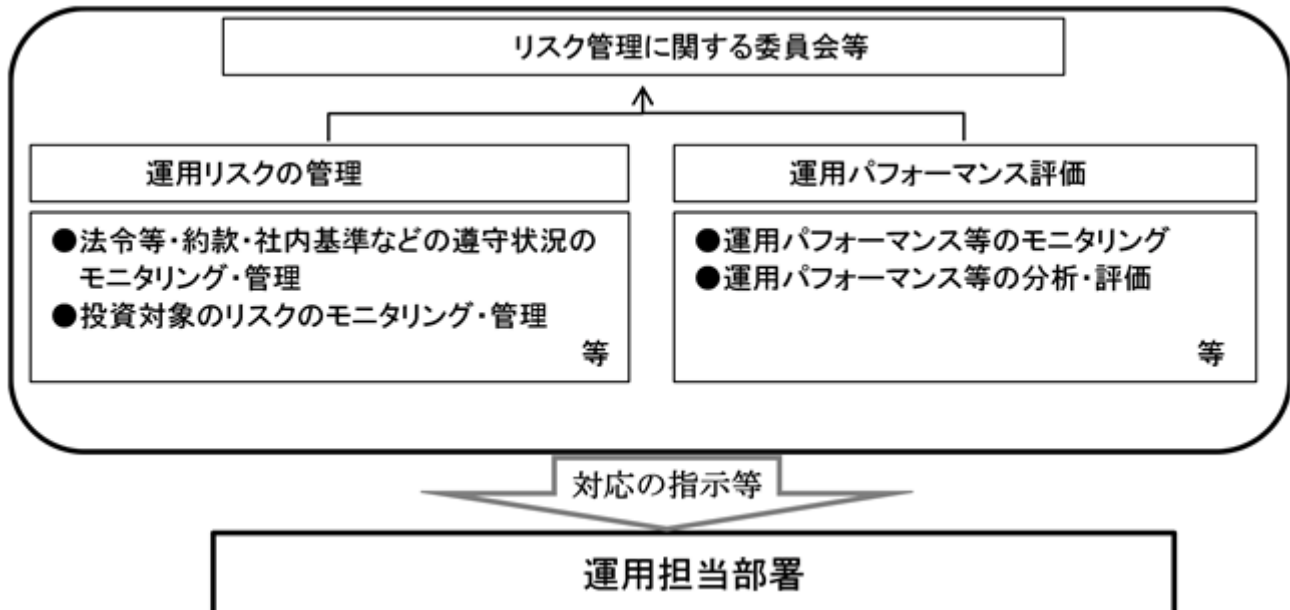 リスク管理に関する委員会等
運用リスクの管理
●法令等・約款・社内基準などの遵守状況の
モニタリング・管理
●投資対象のリスクのモニタリング・管理
等
運用パフォーマンス評価
●運用パフォーマンス等のモニタリング
●運用パフォーマンス等の分析・評価
等
対応の指示等
運用担当部署